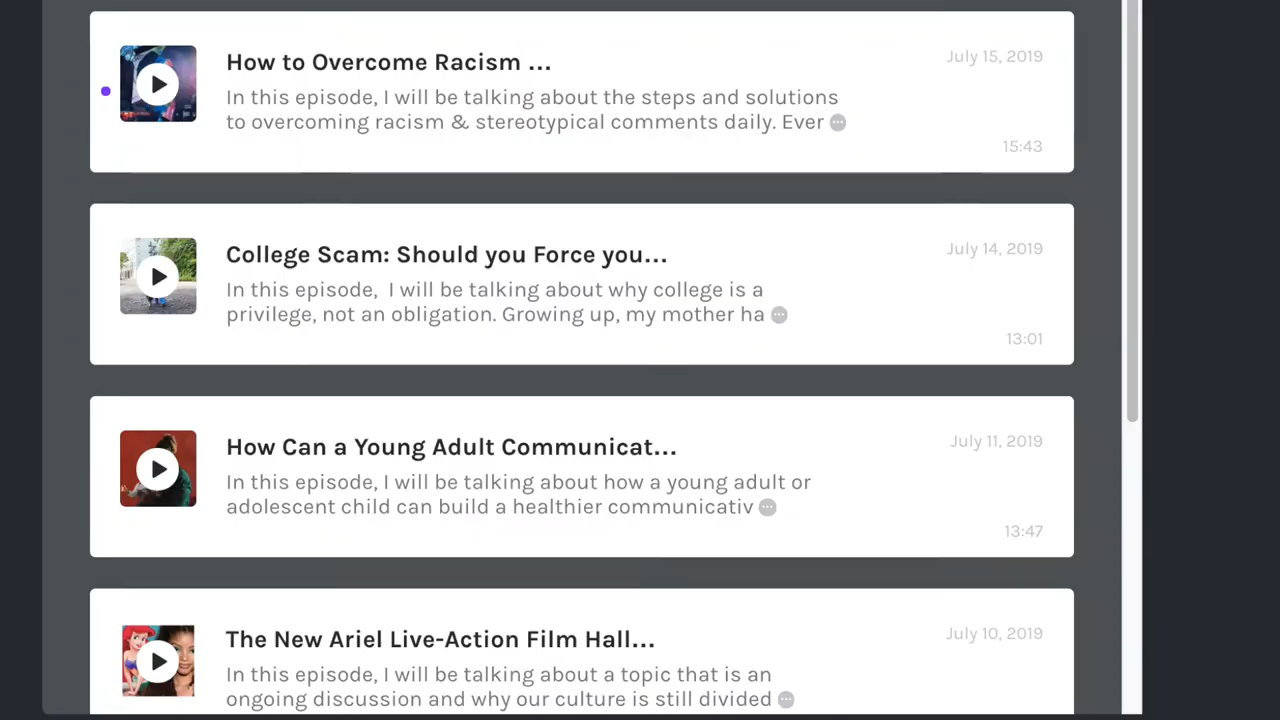 How to Overcome Racism ...
July 15, 2019
In this episode, I will be talking about the steps and solutions
to overcoming racism & stereotypical comments daily. Ever
15:43
College Scam: Should you Force you...
July 14, 2019
In this episode,  I will be talking about why college is a
privilege, not an obligation. Growing up, my mother ha
13:01
How Can a Young Adult Communicat...
July 11, 2019
In this episode, I will be talking about how a young adult or
adolescent child can build a healthier communicativ
13:47
The New Ariel Live-Action Film Hall...
July 10, 2019
In this episode, I will be talking about a topic that is an
ongoing discussion and why our culture is still divided